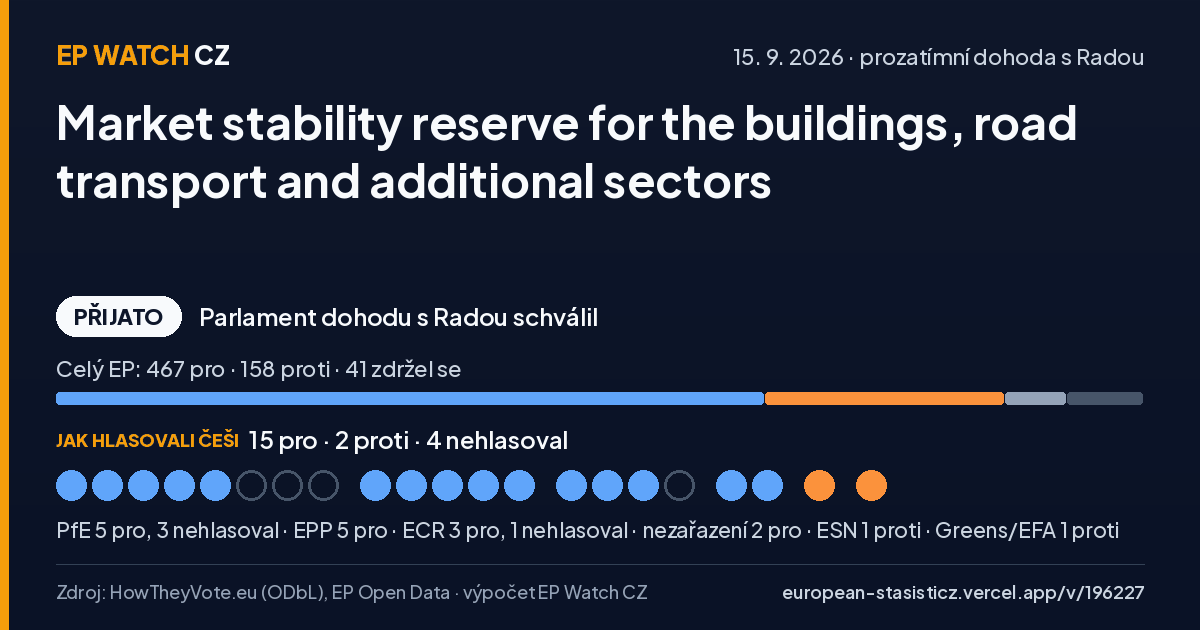 EP WATCH CZ
15. 9. 2026 · prozatímní dohoda s Radou
Market stability reserve for the buildings, road
transport and additional sectors
PŘIJATO Parlament dohodu s Radou schválil
Celý EP: 467 pro · 158 proti · 41 zdržel se
JAK HLASOVALI ČEŠI 15 pro · 2 proti · 4 nehlasoval
PfE 5 pro, 3 nehlasoval · EPP 5 pro · ECR 3 pro, 1 nehlasoval · nezařazení 2 pro · ESN 1 proti · Greens/EFA 1 proti
Zdroj: HowTheyVote.eu (ODbL), EP Open Data · výpočet EP Watch CZ
european-stasisticz.vercel.app/v/196227